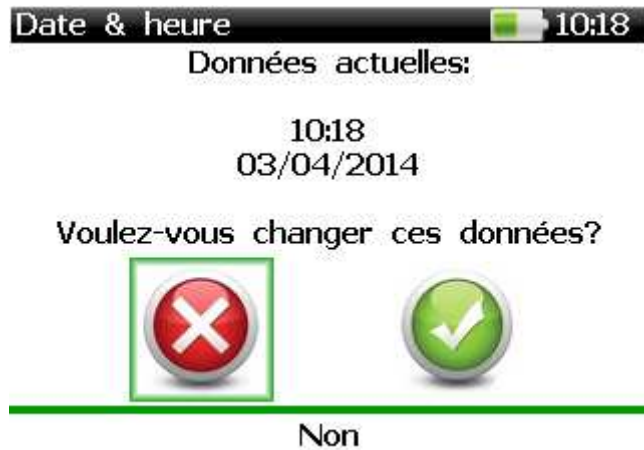 Date & heure 10:18
Données actuelles:
10:18
03/04/2014
Voulez-vous changer ces données?
Non